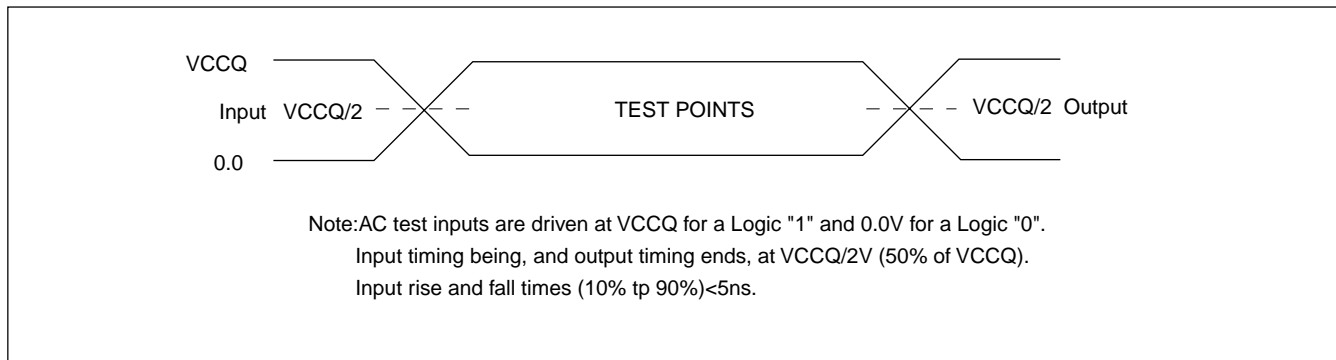 VCCQ
Input VCCQ/2 TEST POINTS VCCQ/2 Output
0.0
Note:AC test inputs are driven at VCCQ for a Logic "1" and 0.0V for a Logic "0".
Input timing being, and output timing ends, at VCCQ/2V (50% of VCCQ).
Input rise and fall times (10% tp 90%)<5ns.